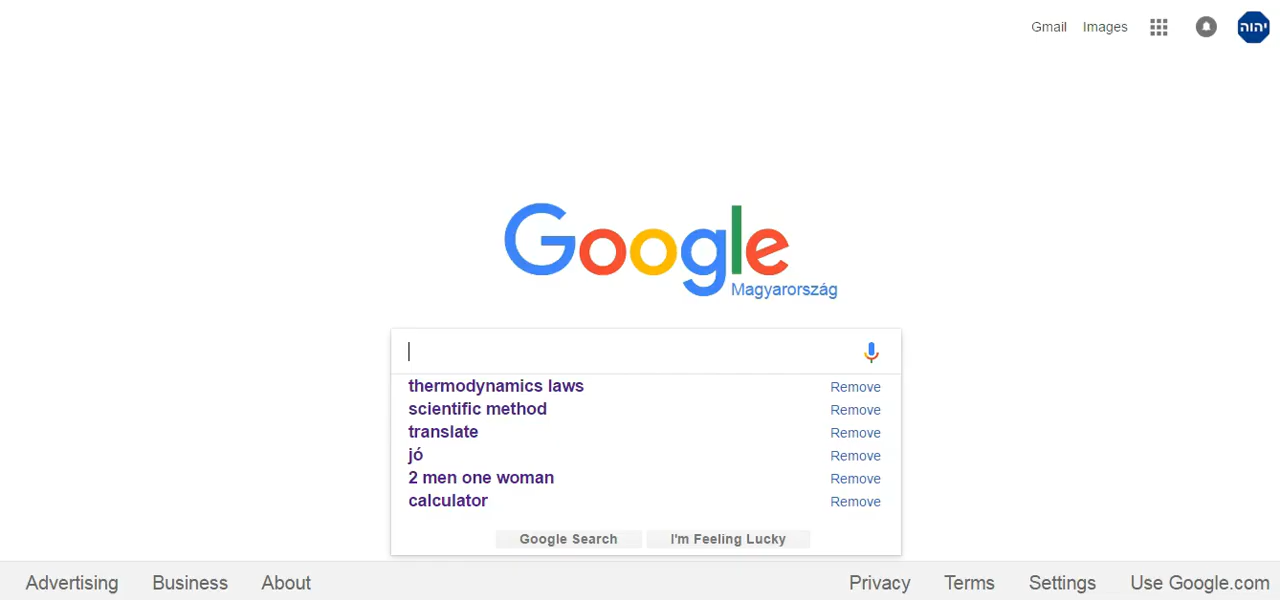 Gmail Images יהוה
Google
Magyarország
thermodynamics laws Remove
scientific method Remove
translate Remove
jó Remove
2 men one woman Remove
calculator Remove
Google Search I'm Feeling Lucky
Advertising Business About Privacy Terms Settings Use Google.com